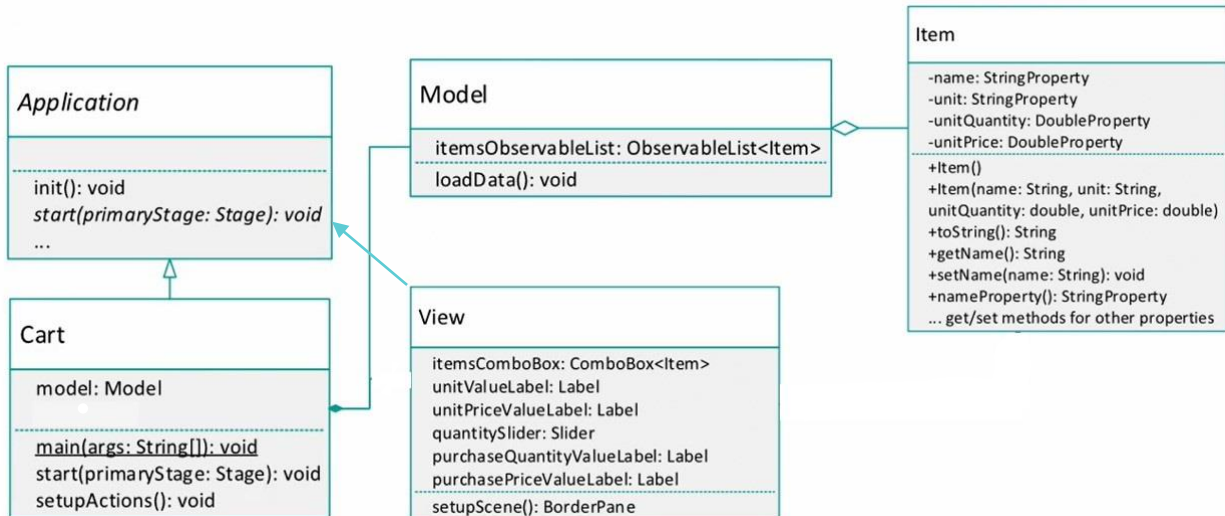 Application
init(): void
start(primaryStage: Stage): void
...
Cart
model: Model
main(args: String[]): void
start(primaryStage: Stage): void
setupActions(): void
Model
itemsObservableList: ObservableList<Item>
loadData(): void
View
itemsComboBox: ComboBox<Item>
unitValueLabel: Label
unitPriceValueLabel: Label
quantitySlider: Slider
purchaseQuantityValueLabel: Label
purchasePriceValueLabel: Label
setupScene(): BorderPane
Item
-name: StringProperty
-unit: StringProperty
-unitQuantity: DoubleProperty
-unitPrice: DoubleProperty
+Item()
+Item(name: String, unit: String,
unitQuantity: double, unitPrice: double)
+toString(): String
+getName(): String
+setName(name: String): void
+nameProperty(): StringProperty
... get/set methods for other properties